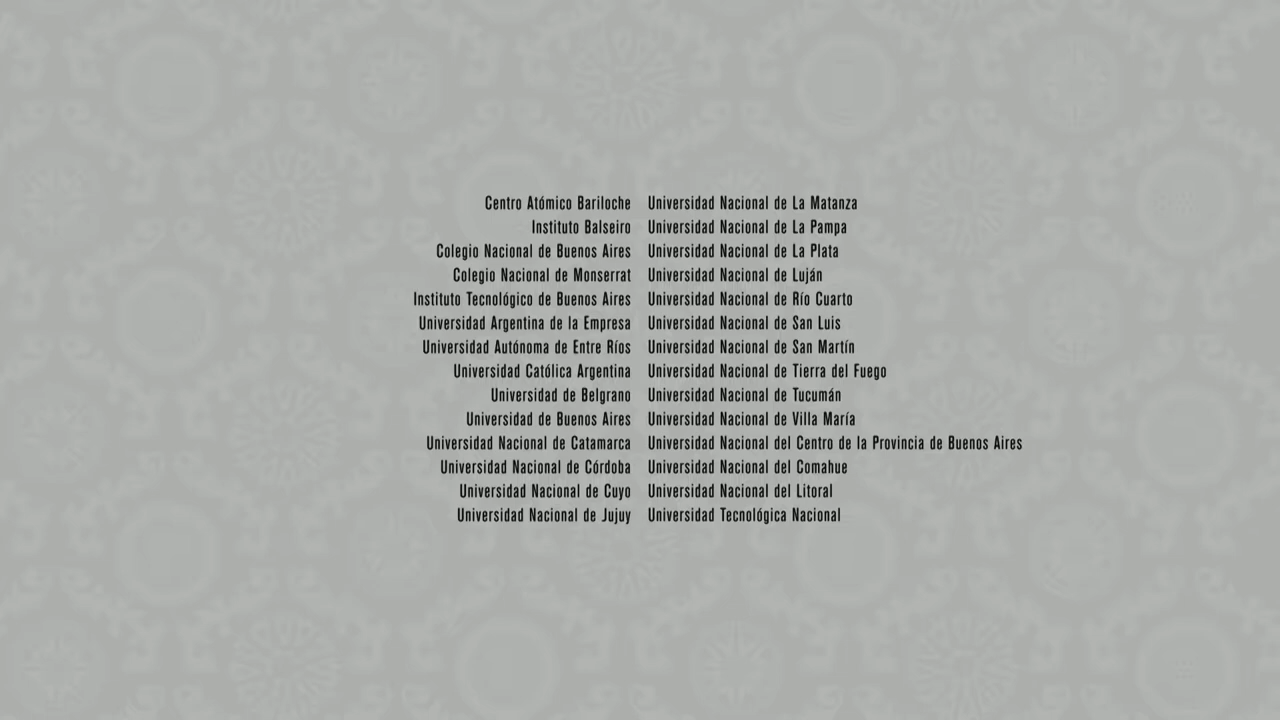 Centro Atómico Bariloche Universidad Nacional de La Matanza
Instituto Balseiro Universidad Nacional de La Pampa
Colegio Nacional de Buenos Aires Universidad Nacional de La Plata
Colegio Nacional de Monserrat Universidad Nacional de Luján
Instituto Tecnológico de Buenos Aires Universidad Nacional de Río Cuarto
Universidad Argentina de la Empresa Universidad Nacional de San Luis
Universidad Autónoma de Entre Ríos Universidad Nacional de San Martín
Universidad Católica Argentina Universidad Nacional de Tierra del Fuego
Universidad de Belgrano Universidad Nacional de Tucumán
Universidad de Buenos Aires Universidad Nacional de Villa María
Universidad Nacional de Catamarca Universidad Nacional del Centro de la Provincia de Buenos Aires
Universidad Nacional de Córdoba Universidad Nacional del Comahue
Universidad Nacional de Cuyo Universidad Nacional del Litoral
Universidad Nacional de Jujuy Universidad Tecnológica Nacional